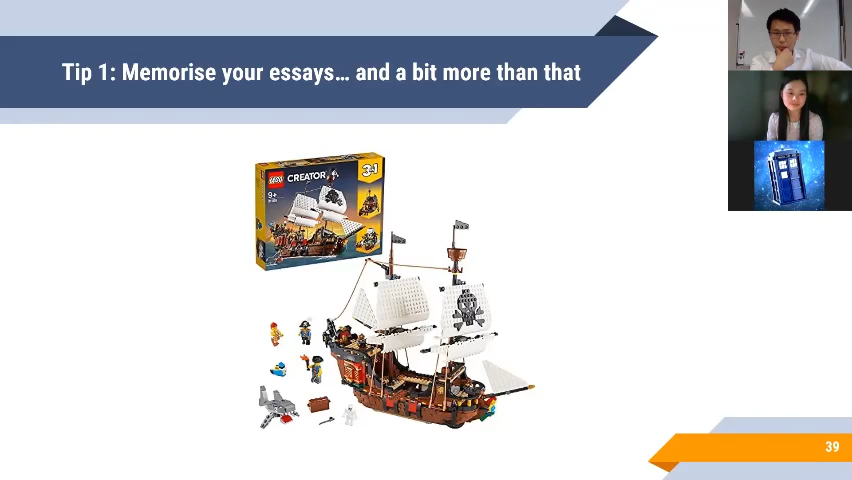 Tip 1: Memorise your essays... and a bit more than that
LEGO CREATOR 3in1
9+
39